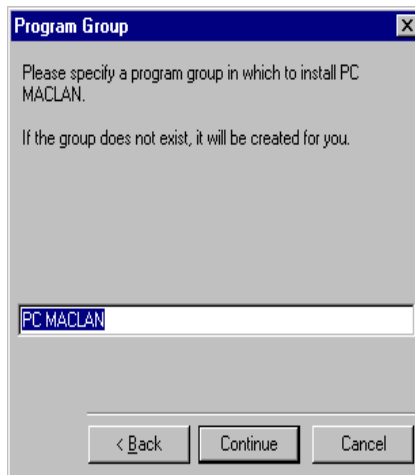 Program Group
Please specify a program group in which to install PC
MACLAN.
If the group does not exist, it will be created for you.
PC MACLAN
< Back
Continue
Cancel